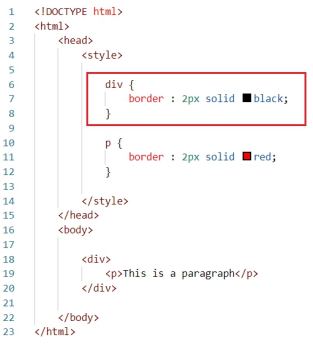 1 <!DOCTYPE html>
2 <html>
3 <head>
4 <style>
5
6 div {
7 border : 2px solid black;
8 }
9
10 p {
11 border : 2px solid red;
12 }
13
14 </style>
15 </head>
16 <body>
17
18 <div>
19 <p>This is a paragraph</p>
20 </div>
21
22 </body>
23 </html>